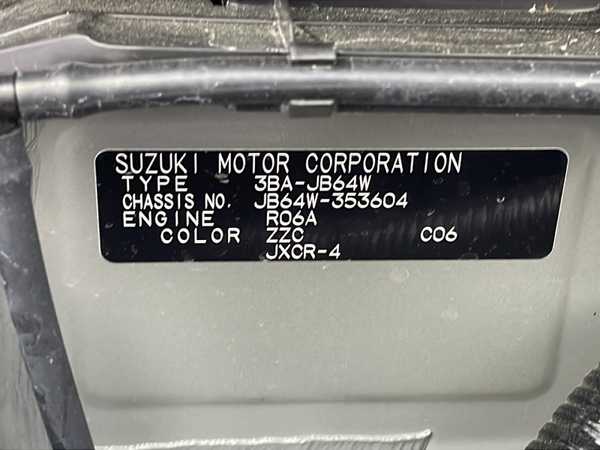 SUZUKI MOTOR CORPORATION
TYPE 3BA-JB64W
CHASSIS NO. JB64W-353604
ENGINE R06A
COLOR ZZC C06
JXCR-4